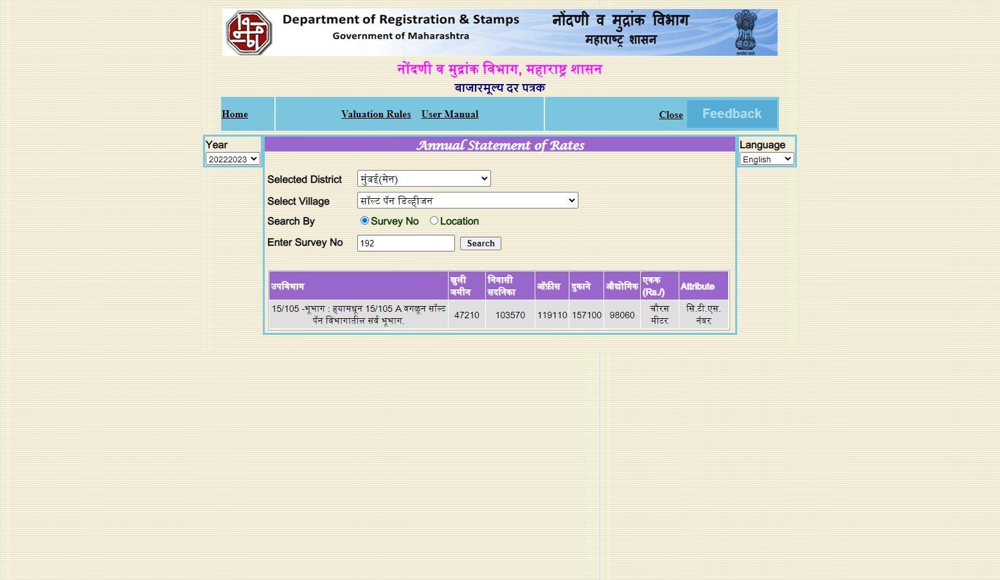 Department of Registration & Stamps
Government of Maharashtra
नोंदणी व मुद्रांक विभाग
महाराष्ट्र शासन
नोंदणी व मुद्रांक विभाग, महाराष्ट्र शासन
बाजारमूल्य दर पत्रक
Home Valuation Rules User Manual Close Feedback
Year
20222023
Annual Statement of Rates
Language
English
Selected District मुंबई(मेन)
Select Village सॉल्ट पॅन डिव्हीजन
Search By Survey No Location
Enter Survey No 192 Search
उपविभाग खुली जमीन निवासी सदनिका ऑफ़ीस दुकाने औद्योगिक एकक (Rs./) Attribute
15/105 -भूभाग : ह्यामधून 15/105 A वगळून सॉल्ट पॅन विभागातील सर्व भूभाग. 47210 103570 119110 157100 98060 चौरस मीटर सि.टी.एस. नंबर